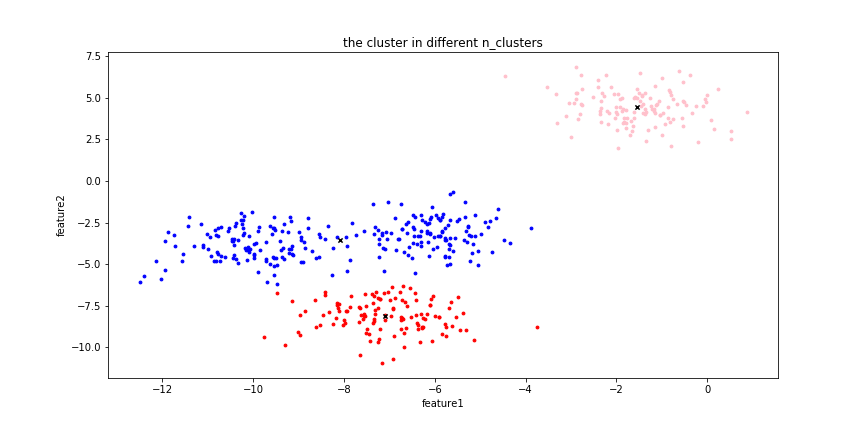 the cluster in different n_clusters
7.5
5.0
2.5
0.0
−2.5
−5.0
−7.5
−10.0
feature2
−12 −10 −8 −6 −4 −2 0
feature1